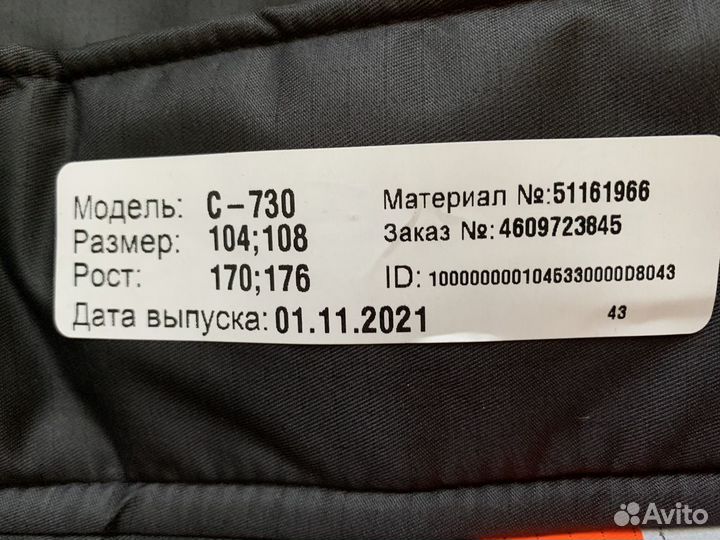 Модель: С-730
Размер: 104;108
Рост: 170;176
Дата выпуска: 01.11.2021
Материал №:51161966
Заказ №:4609723845
ID: 1000000001046330000D8043
43
Avito